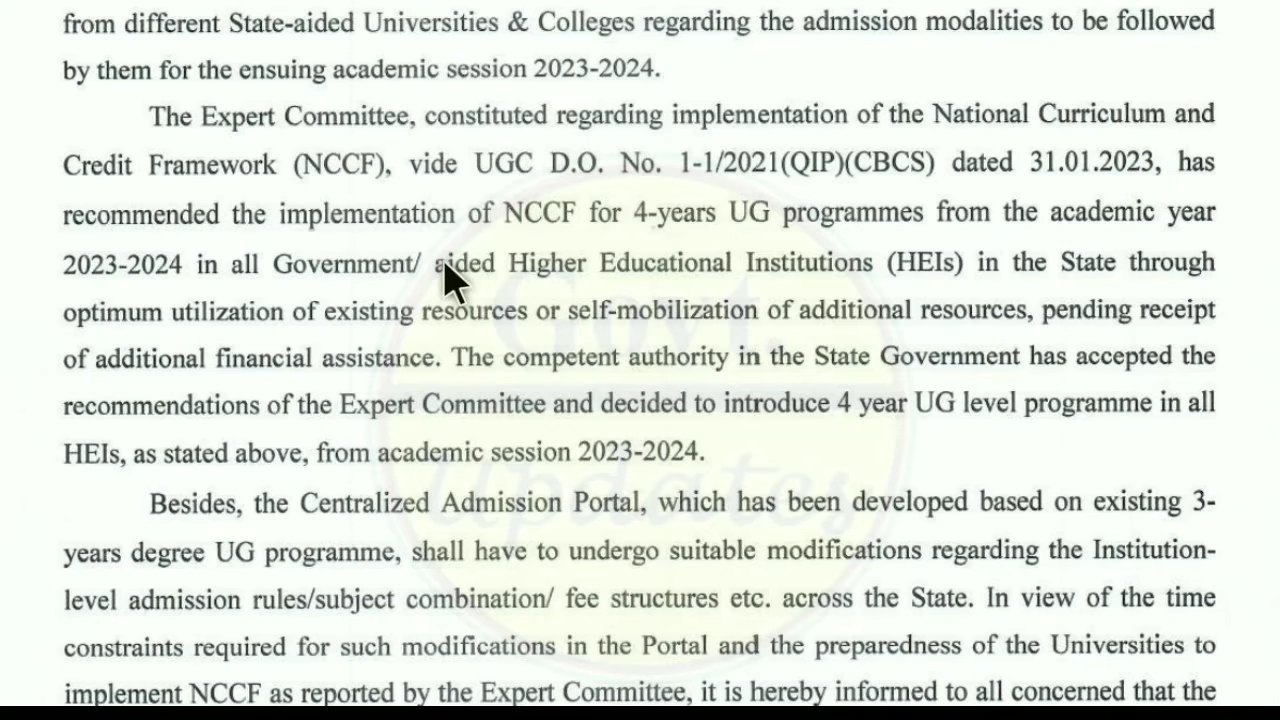 from different State-aided Universities & Colleges regarding the admission modalities to be followed
by them for the ensuing academic session 2023-2024.
The Expert Committee, constituted regarding implementation of the National Curriculum and
Credit Framework (NCCF), vide UGC D.O. No. 1-1/2021(QIP)(CBCS) dated 31.01.2023, has
recommended the implementation of NCCF for 4-years UG programmes from the academic year
2023-2024 in all Government/ aided Higher Educational Institutions (HEIs) in the State through
optimum utilization of existing resources or self-mobilization of additional resources, pending receipt
of additional financial assistance. The competent authority in the State Government has accepted the
recommendations of the Expert Committee and decided to introduce 4 year UG level programme in all
HEIs, as stated above, from academic session 2023-2024.
Besides, the Centralized Admission Portal, which has been developed based on existing 3-
years degree UG programme, shall have to undergo suitable modifications regarding the Institution-
level admission rules/subject combination/ fee structures etc. across the State. In view of the time
constraints required for such modifications in the Portal and the preparedness of the Universities to
implement NCCF as reported by the Expert Committee, it is hereby informed to all concerned that the
Govt.
Updates